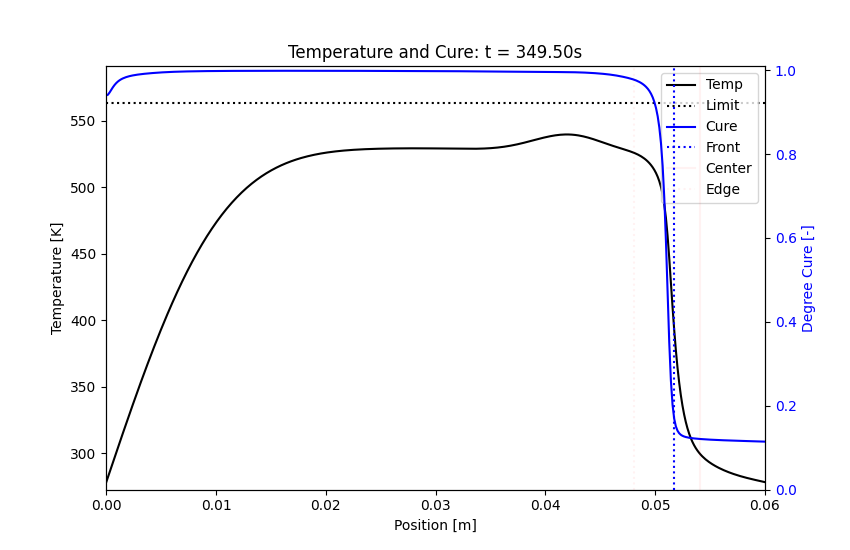 Temperature and Cure: t = 349.50s
Temp
Limit
Cure
Front
Center
Edge
Temperature [K]
550
500
450
400
350
300
Degree Cure [-]
1.0
0.8
0.6
0.4
0.2
0.0
0.00 0.01 0.02 0.03 0.04 0.05 0.06
Position [m]